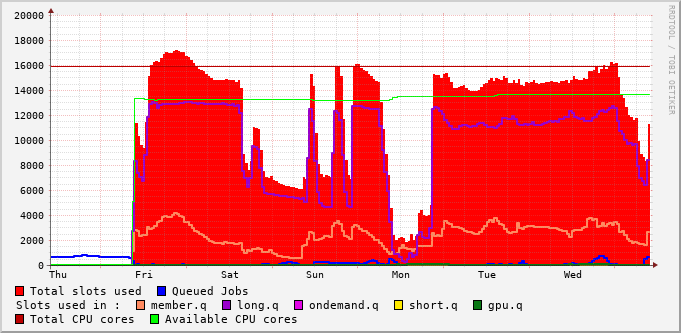 20000
18000
16000
14000
12000
10000
8000
6000
4000
2000
0
Thu Fri Sat Sun Mon Tue Wed
RRDTOOL / TOBI OETIKER
Total slots used Queued Jobs
Slots used in : member.q long.q ondemand.q short.q gpu.q
Total CPU cores Available CPU cores